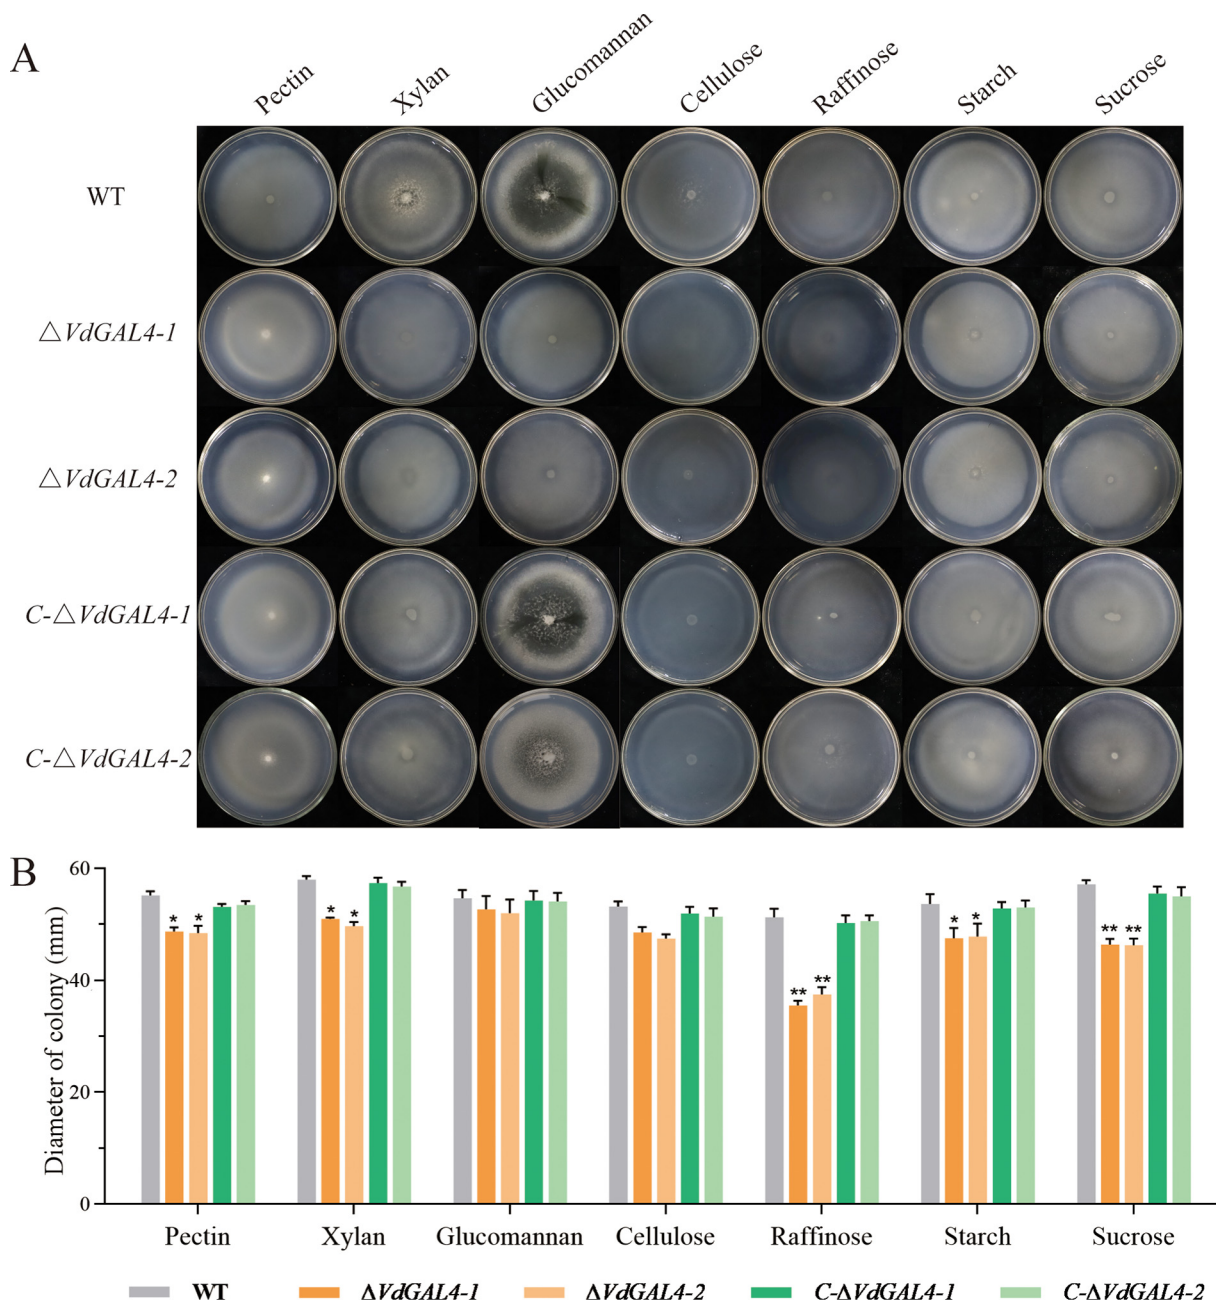 A
Pectin
Xylan
Glucomannan
Cellulose
Raffinose
Starch
Sucrose
WT
△VdGAL4-1
△VdGAL4-2
C-△VdGAL4-1
C-△VdGAL4-2
B
Diameter of colony (mm)
60
40
20
0
* *
* *
** **
* *
** **
Pectin Xylan Glucomannan Cellulose Raffinose Starch Sucrose
WT ΔVdGAL4-1 ΔVdGAL4-2 C-ΔVdGAL4-1 C-ΔVdGAL4-2